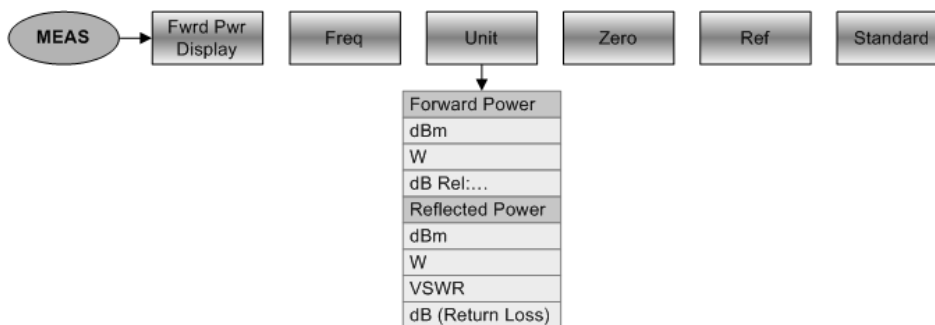 MEAS
Fwrd Pwr
Display
Freq
Unit
Zero
Ref
Standard
Forward Power
dBm
W
dB Rel:...
Reflected Power
dBm
W
VSWR
dB (Return Loss)